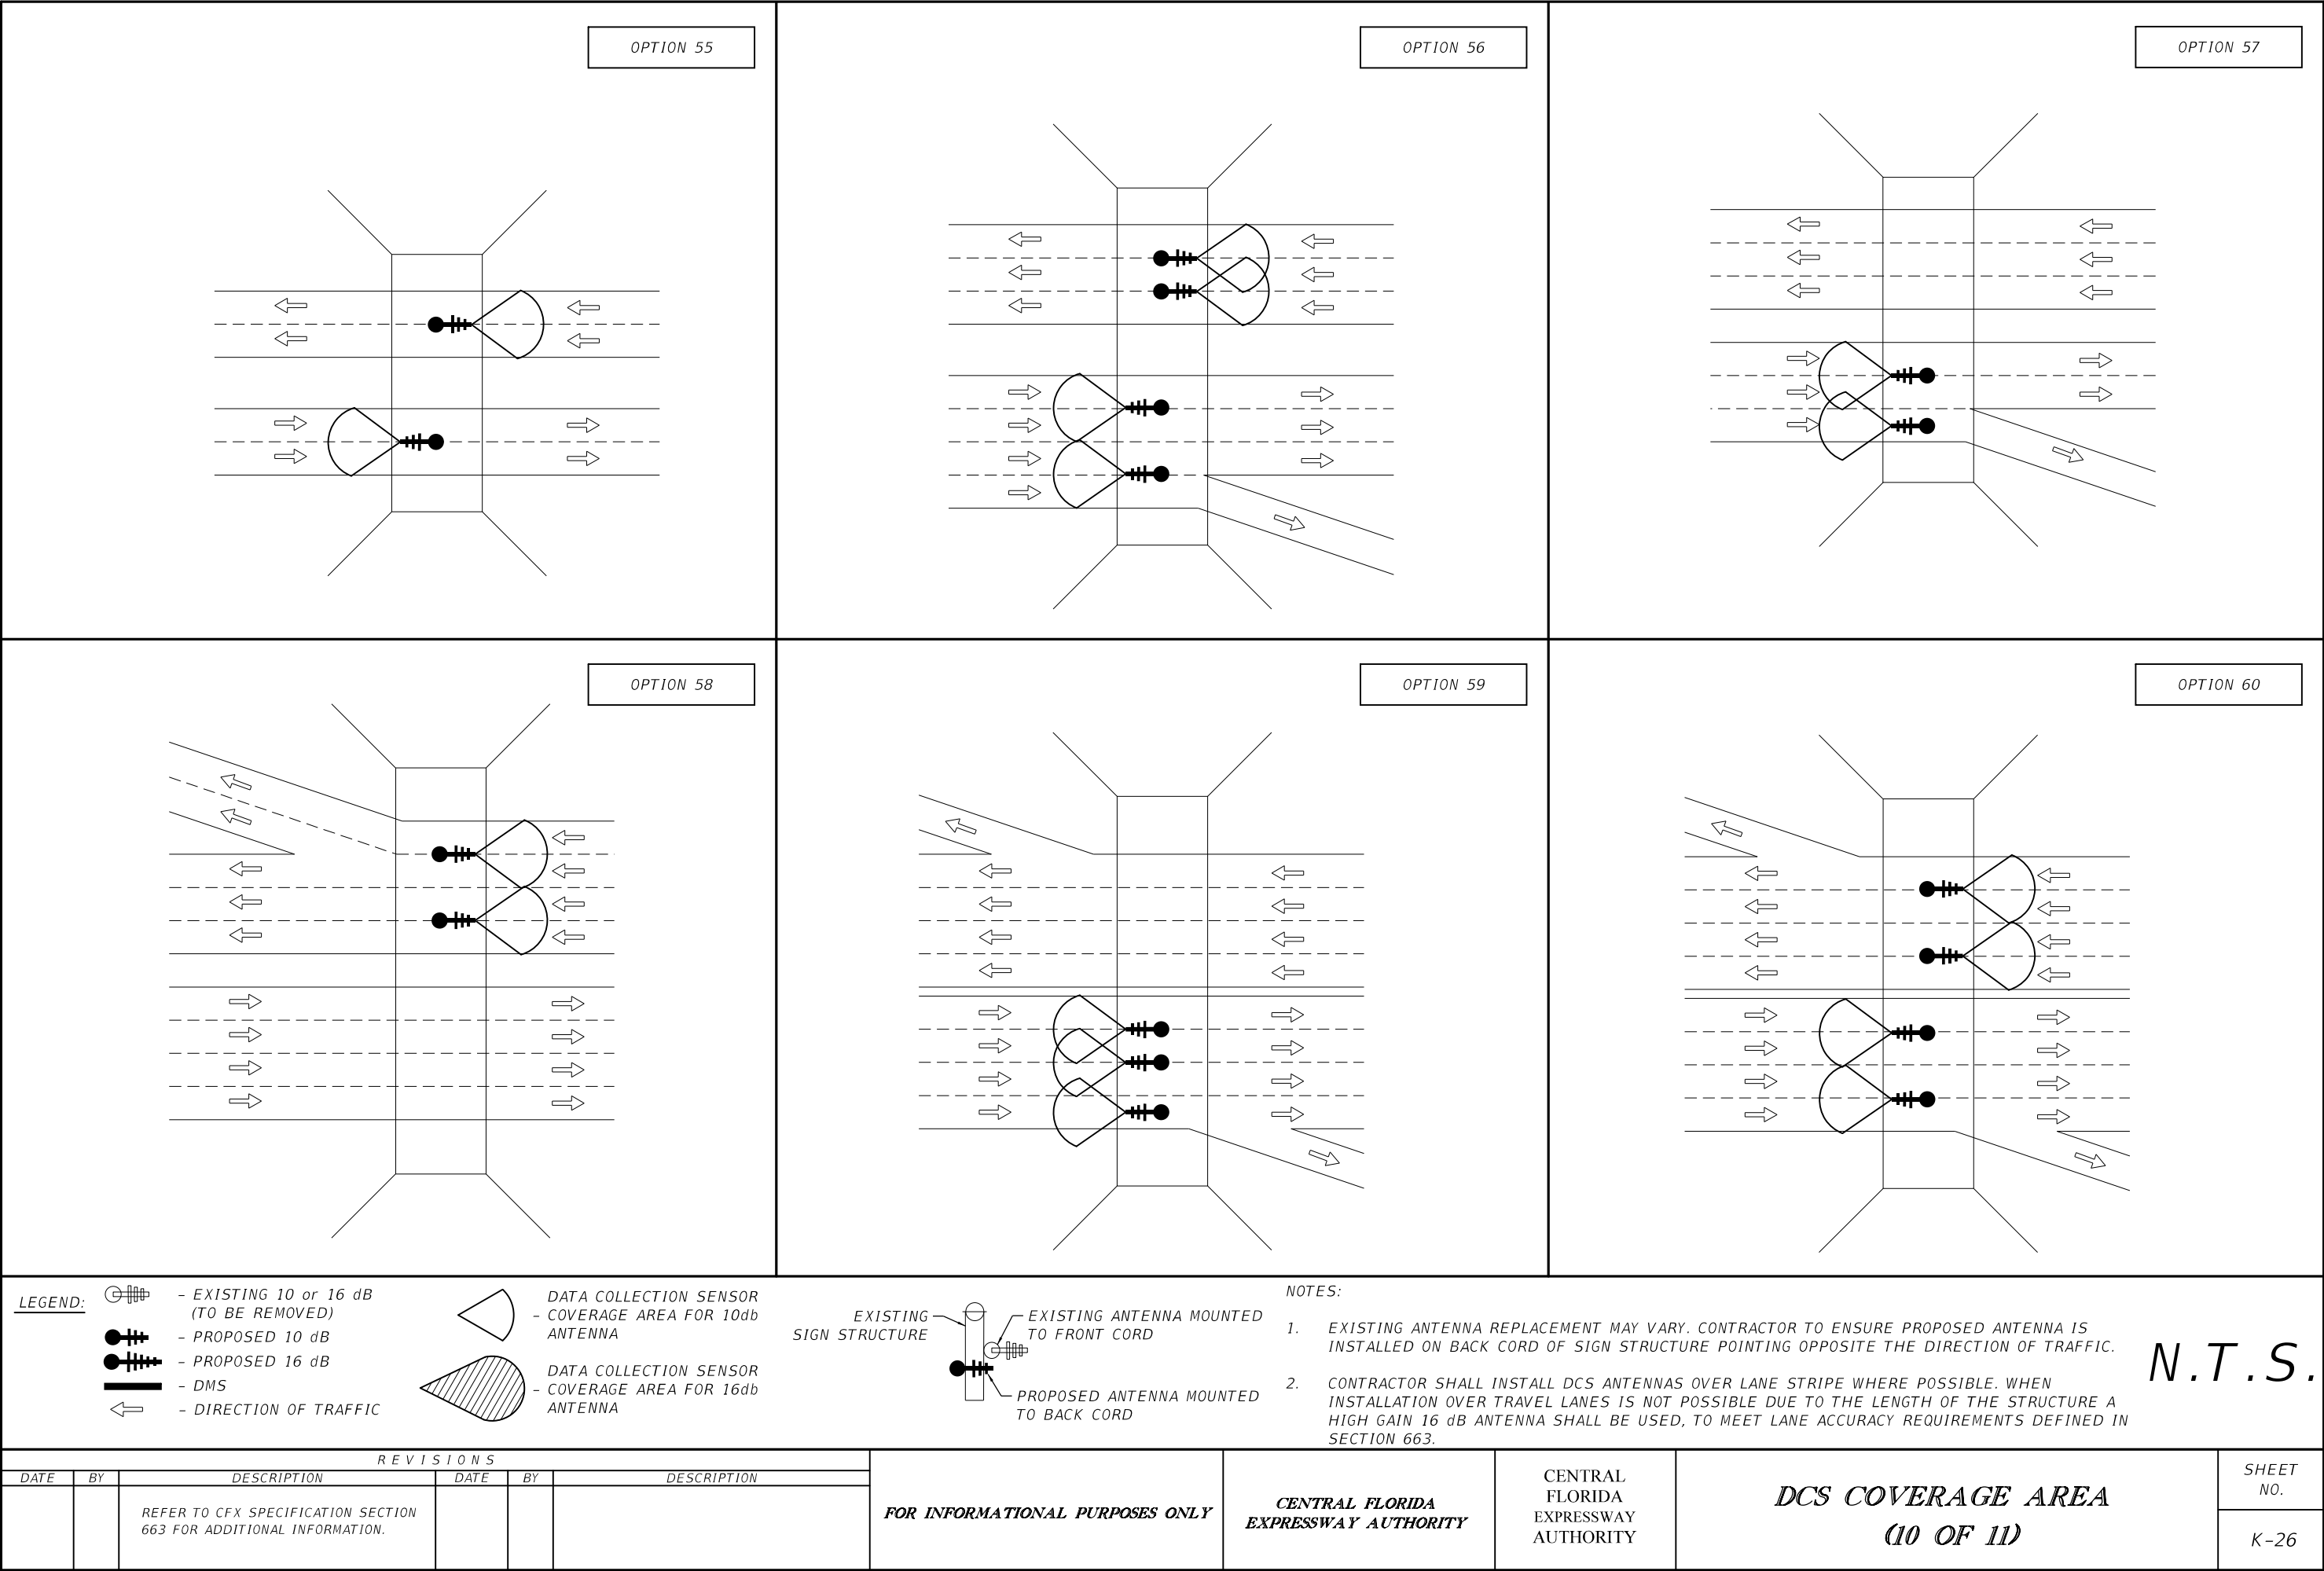 OPTION 55
OPTION 56
OPTION 57
OPTION 58
OPTION 59
OPTION 60
LEGEND:
- EXISTING 10 or 16 dB
(TO BE REMOVED)
- PROPOSED 10 dB
- PROPOSED 16 dB
- DMS
- DIRECTION OF TRAFFIC
DATA COLLECTION SENSOR
- COVERAGE AREA FOR 10db
ANTENNA
DATA COLLECTION SENSOR
- COVERAGE AREA FOR 16db
ANTENNA
EXISTING
SIGN STRUCTURE
EXISTING ANTENNA MOUNTED
TO FRONT CORD
PROPOSED ANTENNA MOUNTED
TO BACK CORD
NOTES:
1. EXISTING ANTENNA REPLACEMENT MAY VARY. CONTRACTOR TO ENSURE PROPOSED ANTENNA IS
INSTALLED ON BACK CORD OF SIGN STRUCTURE POINTING OPPOSITE THE DIRECTION OF TRAFFIC.
2. CONTRACTOR SHALL INSTALL DCS ANTENNAS OVER LANE STRIPE WHERE POSSIBLE. WHEN
INSTALLATION OVER TRAVEL LANES IS NOT POSSIBLE DUE TO THE LENGTH OF THE STRUCTURE A
HIGH GAIN 16 dB ANTENNA SHALL BE USED, TO MEET LANE ACCURACY REQUIREMENTS DEFINED IN
SECTION 663.
N.T.S.
REVISIONS
DATE BY DESCRIPTION DATE BY DESCRIPTION
REFER TO CFX SPECIFICATION SECTION
663 FOR ADDITIONAL INFORMATION.
FOR INFORMATIONAL PURPOSES ONLY
CENTRAL FLORIDA
EXPRESSWAY AUTHORITY
CENTRAL
FLORIDA
EXPRESSWAY
AUTHORITY
DCS COVERAGE AREA
(10 OF 11)
SHEET
NO.
K-26